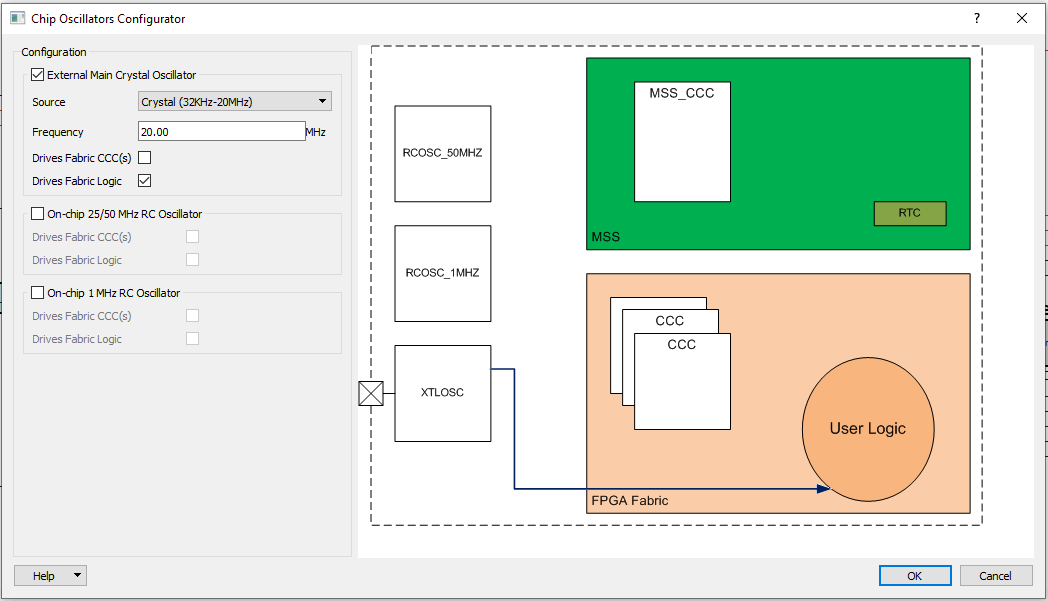 Chip Oscillators Configurator
?
Configuration
External Main Crystal Oscillator
Source
Crystal (32KHz-20MHz)
Frequency
20.00
MHz
Drives Fabric CCC(s)
Drives Fabric Logic
On-chip 25/50 MHz RC Oscillator
Drives Fabric CCC(s)
Drives Fabric Logic
On-chip 1 MHz RC Oscillator
Drives Fabric CCC(s)
Drives Fabric Logic
RCOSC_50MHZ
RCOSC_1MHZ
XTLOSC
MSS_CCC
RTC
MSS
CCC
CCC
User Logic
FPGA Fabric
Help
OK
Cancel